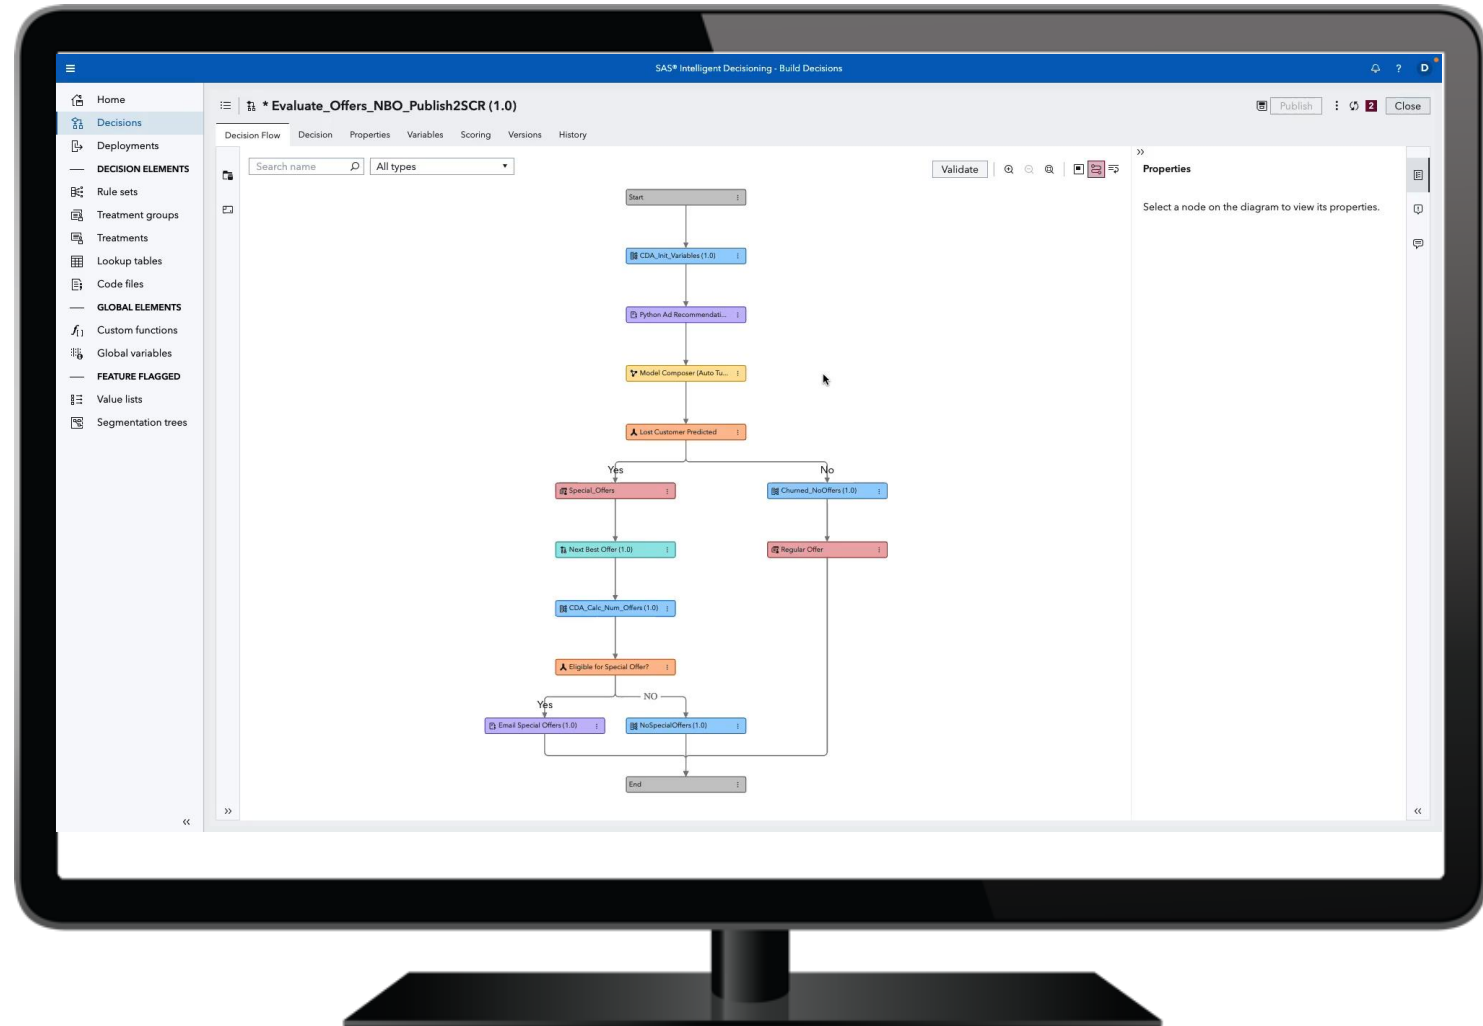 SAS® Intelligent Decisioning - Build Decisions
? D
Home
Decisions
Deployments
DECISION ELEMENTS
Rule sets
Treatment groups
Treatments
Lookup tables
Code files
GLOBAL ELEMENTS
Custom functions
Global variables
FEATURE FLAGGED
Value lists
Segmentation trees
* Evaluate_Offers_NBO_Publish2SCR (1.0)
Publish 2 Close
Decision Flow Decision Properties Variables Scoring Versions History
Search name All types Validate
Properties
Select a node on the diagram to view its properties.
Start
CDA_Init_Variables (1.0)
Python Ad Recommendati...
Model Composer (Auto Tu...
Lost Customer Predicted
Yes No
Special_Offers Churned_NoOffers (1.0)
Next Best Offer (1.0) Regular Offer
CDA_Calc_Num_Offers (1.0)
Eligible for Special Offer?
Yes NO
Email Special Offers (1.0) NoSpecialOffers (1.0)
End